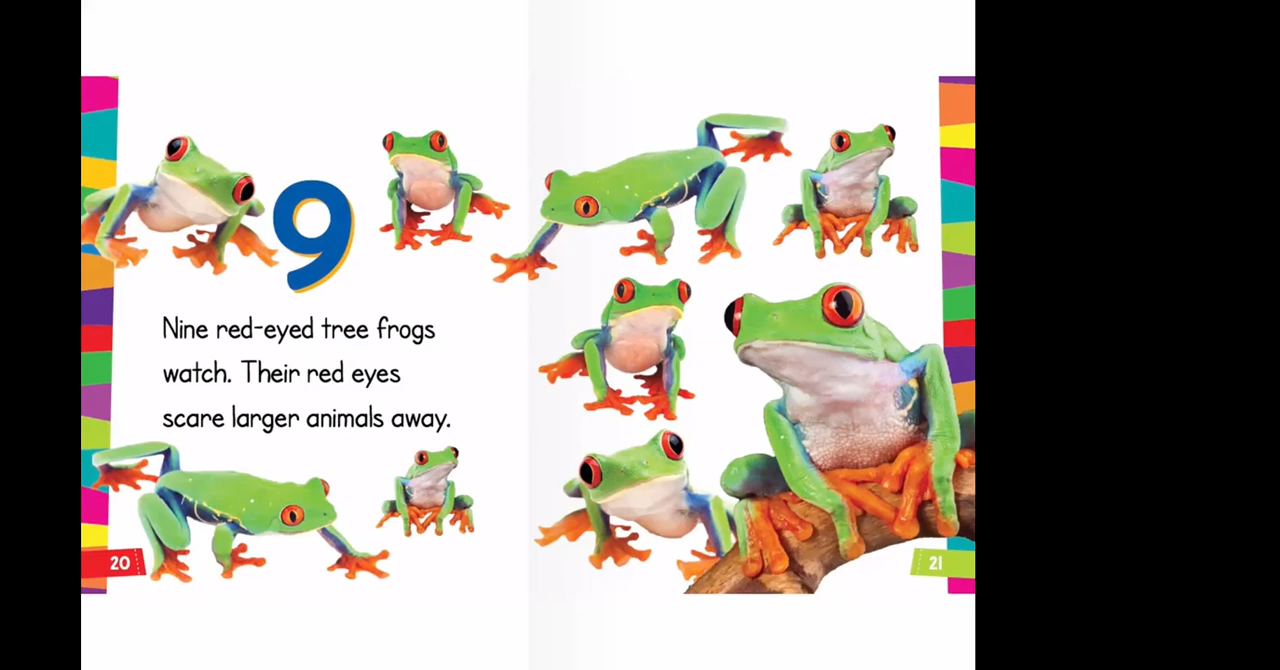 9
Nine red-eyed tree frogs
watch. Their red eyes
scare larger animals away.
20
21